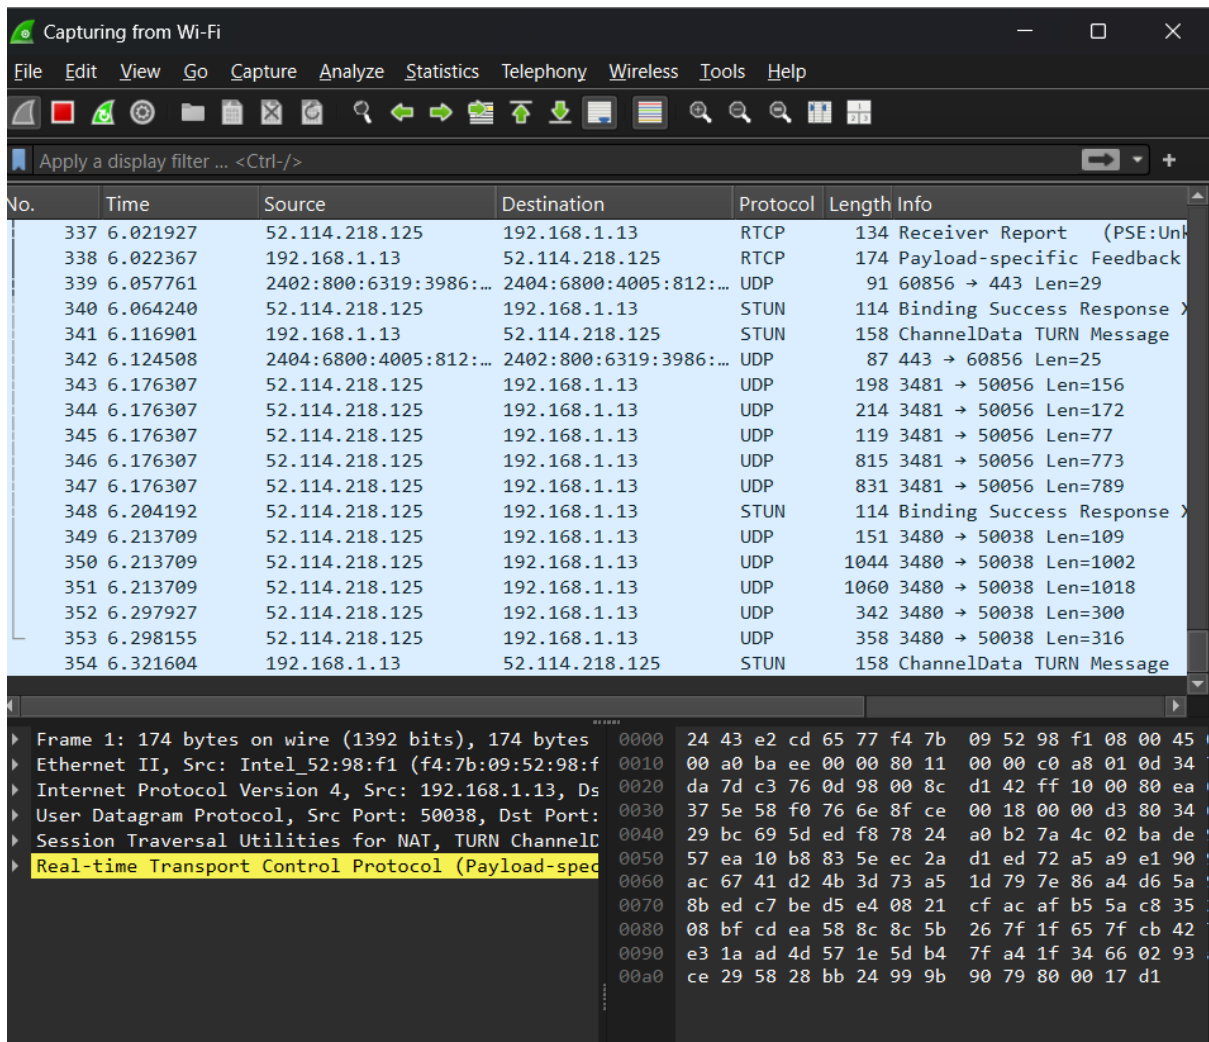 Capturing from Wi-Fi
File Edit View Go Capture Analyze Statistics Telephony Wireless Tools Help
Apply a display filter ... <Ctrl-/>
No. Time Source Destination Protocol Length Info
337 6.021927 52.114.218.125 192.168.1.13 RTCP 134 Receiver Report (PSE:Unk
338 6.022367 192.168.1.13 52.114.218.125 RTCP 174 Payload-specific Feedback
339 6.057761 2402:800:6319:3986:… 2404:6800:4005:812:… UDP 91 60856 → 443 Len=29
340 6.064240 52.114.218.125 192.168.1.13 STUN 114 Binding Success Response X
341 6.116901 192.168.1.13 52.114.218.125 STUN 158 ChannelData TURN Message
342 6.124508 2404:6800:4005:812:… 2402:800:6319:3986:… UDP 87 443 → 60856 Len=25
343 6.176307 52.114.218.125 192.168.1.13 UDP 198 3481 → 50056 Len=156
344 6.176307 52.114.218.125 192.168.1.13 UDP 214 3481 → 50056 Len=172
345 6.176307 52.114.218.125 192.168.1.13 UDP 119 3481 → 50056 Len=77
346 6.176307 52.114.218.125 192.168.1.13 UDP 815 3481 → 50056 Len=773
347 6.176307 52.114.218.125 192.168.1.13 UDP 831 3481 → 50056 Len=789
348 6.204192 52.114.218.125 192.168.1.13 STUN 114 Binding Success Response X
349 6.213709 52.114.218.125 192.168.1.13 UDP 151 3480 → 50038 Len=109
350 6.213709 52.114.218.125 192.168.1.13 UDP 1044 3480 → 50038 Len=1002
351 6.213709 52.114.218.125 192.168.1.13 UDP 1060 3480 → 50038 Len=1018
352 6.297927 52.114.218.125 192.168.1.13 UDP 342 3480 → 50038 Len=300
353 6.298155 52.114.218.125 192.168.1.13 UDP 358 3480 → 50038 Len=316
354 6.321604 192.168.1.13 52.114.218.125 STUN 158 ChannelData TURN Message
Frame 1: 174 bytes on wire (1392 bits), 174 bytes
Ethernet II, Src: Intel_52:98:f1 (f4:7b:09:52:98:f
Internet Protocol Version 4, Src: 192.168.1.13, Ds
User Datagram Protocol, Src Port: 50038, Dst Port:
Session Traversal Utilities for NAT, TURN ChannelD
Real-time Transport Control Protocol (Payload-spec
0000 24 43 e2 cd 65 77 f4 7b 09 52 98 f1 08 00 45
0010 00 a0 ba ee 00 00 80 11 00 00 c0 a8 01 0d 34
0020 da 7d c3 76 0d 98 00 8c d1 42 ff 10 00 80 ea
0030 37 5e 58 f0 76 6e 8f ce 00 18 00 00 d3 80 34
0040 29 bc 69 5d ed f8 78 24 a0 b2 7a 4c 02 ba de
0050 57 ea 10 b8 83 5e ec 2a d1 ed 72 a5 a9 e1 90
0060 ac 67 41 d2 4b 3d 73 a5 1d 79 7e 86 a4 d6 5a
0070 8b ed c7 be d5 e4 08 21 cf ac af b5 5a c8 35
0080 08 bf cd ea 58 8c 8c 5b 26 7f 1f 65 7f cb 42
0090 e3 1a ad 4d 57 1e 5d b4 7f a4 1f 34 66 02 93
00a0 ce 29 58 28 bb 24 99 9b 90 79 80 00 17 d1